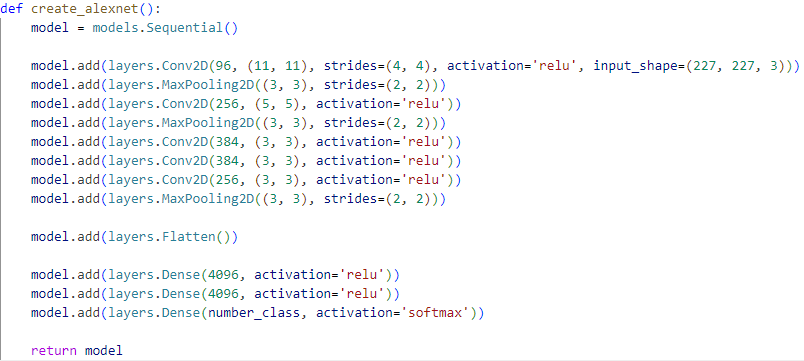 def create_alexnet():
    model = models.Sequential()
    model.add(layers.Conv2D(96, (11, 11), strides=(4, 4), activation='relu', input_shape=(227, 227, 3)))
    model.add(layers.MaxPooling2D((3, 3), strides=(2, 2)))
    model.add(layers.Conv2D(256, (5, 5), activation='relu'))
    model.add(layers.MaxPooling2D((3, 3), strides=(2, 2)))
    model.add(layers.Conv2D(384, (3, 3), activation='relu'))
    model.add(layers.Conv2D(384, (3, 3), activation='relu'))
    model.add(layers.Conv2D(256, (3, 3), activation='relu'))
    model.add(layers.MaxPooling2D((3, 3), strides=(2, 2)))
    model.add(layers.Flatten())
    model.add(layers.Dense(4096, activation='relu'))
    model.add(layers.Dense(4096, activation='relu'))
    model.add(layers.Dense(number_class, activation='softmax'))
    return model